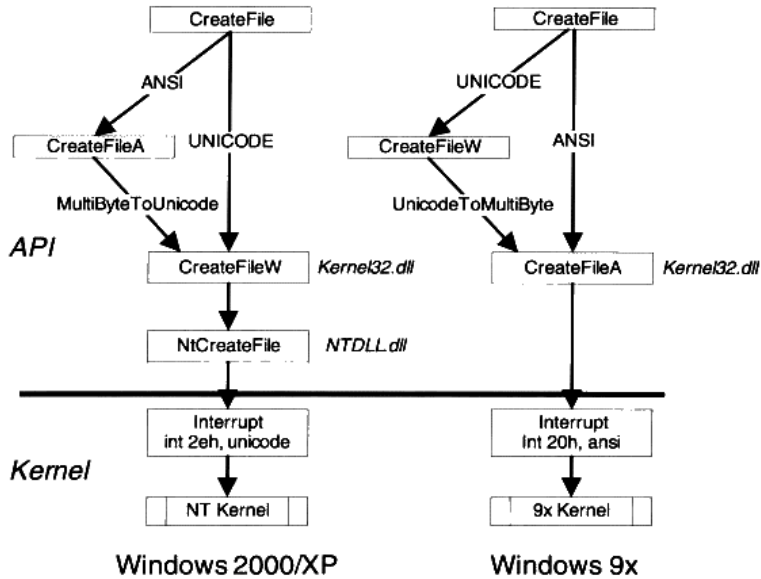 CreateFile
ANSI
UNICODE
CreateFileA
MultiByteToUnicode
API
CreateFileW
Kernel32.dll
NtCreateFile
NTDLL.dll
Interrupt
int 2eh, unicode
Kernel
NT Kernel
Windows 2000/XP
CreateFile
UNICODE
ANSI
CreateFileW
UnicodeToMultiByte
CreateFileA
Kernel32.dll
Interrupt
Int 20h, ansi
9x Kernel
Windows 9x